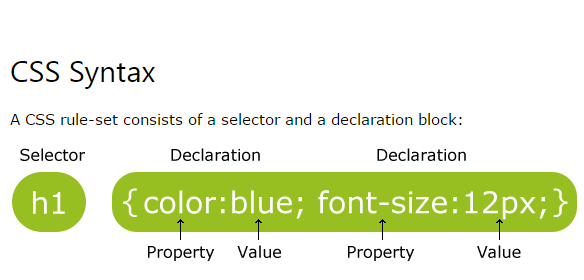 CSS Syntax
A CSS rule-set consists of a selector and a declaration block:
Selector Declaration Declaration
h1 {color:blue; font-size:12px;}
Property Value Property Value